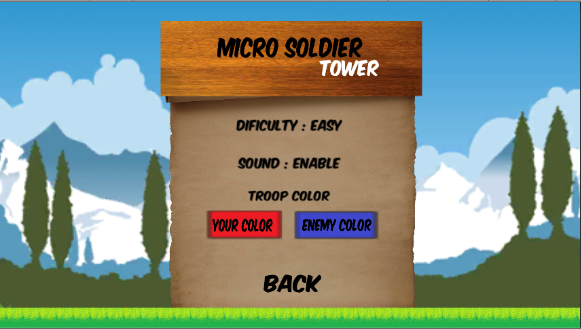 MICRO SOLDIER
TOWER
DIFICULTY : EASY
SOUND : ENABLE
TROOP COLOR
YOUR COLOR ENEMY COLOR
BACK